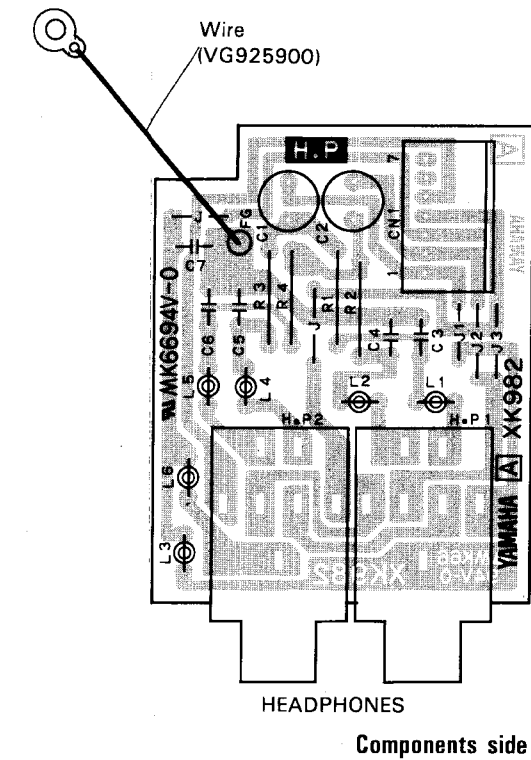 Wire
(VG925900)
H.P
7
CN1
1
FG
C1
C2
J
C7
R3
R4
J
R1
R2
C6
C5
C4
C3
J1
J2
J3
MK6694V-0
L5
L4
L2
L1
H.P2
H.P1
L6
L3
YAMAHA A XK982
XK982
HEADPHONES
Components side